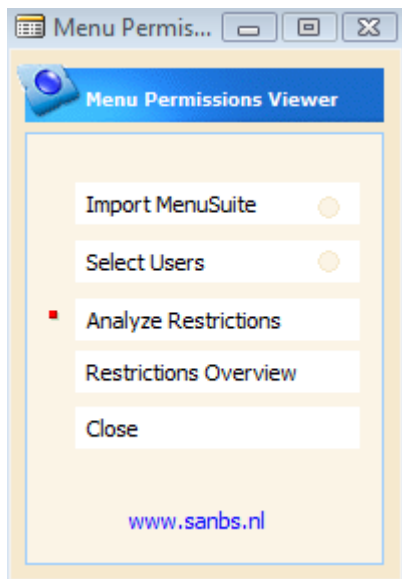 Menu Permis...
Menu Permissions Viewer
Import MenuSuite
Select Users
Analyze Restrictions
Restrictions Overview
Close
www.sanbs.nl